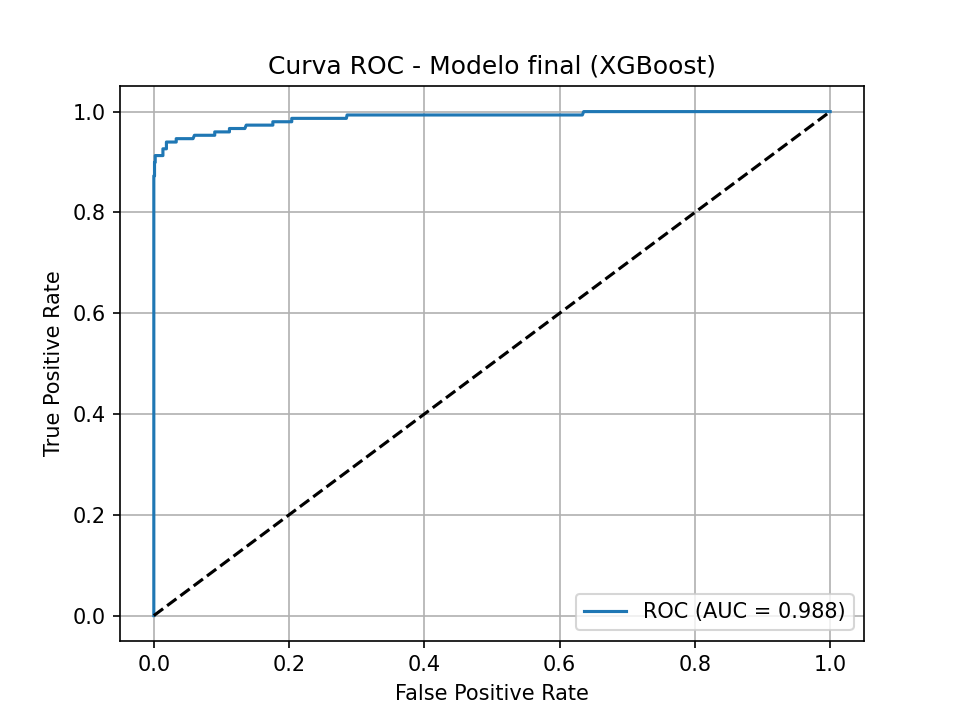 Curva ROC - Modelo final (XGBoost)
True Positive Rate
1.0
0.8
0.6
0.4
0.2
0.0
0.0 0.2 0.4 0.6 0.8 1.0
False Positive Rate
ROC (AUC = 0.988)